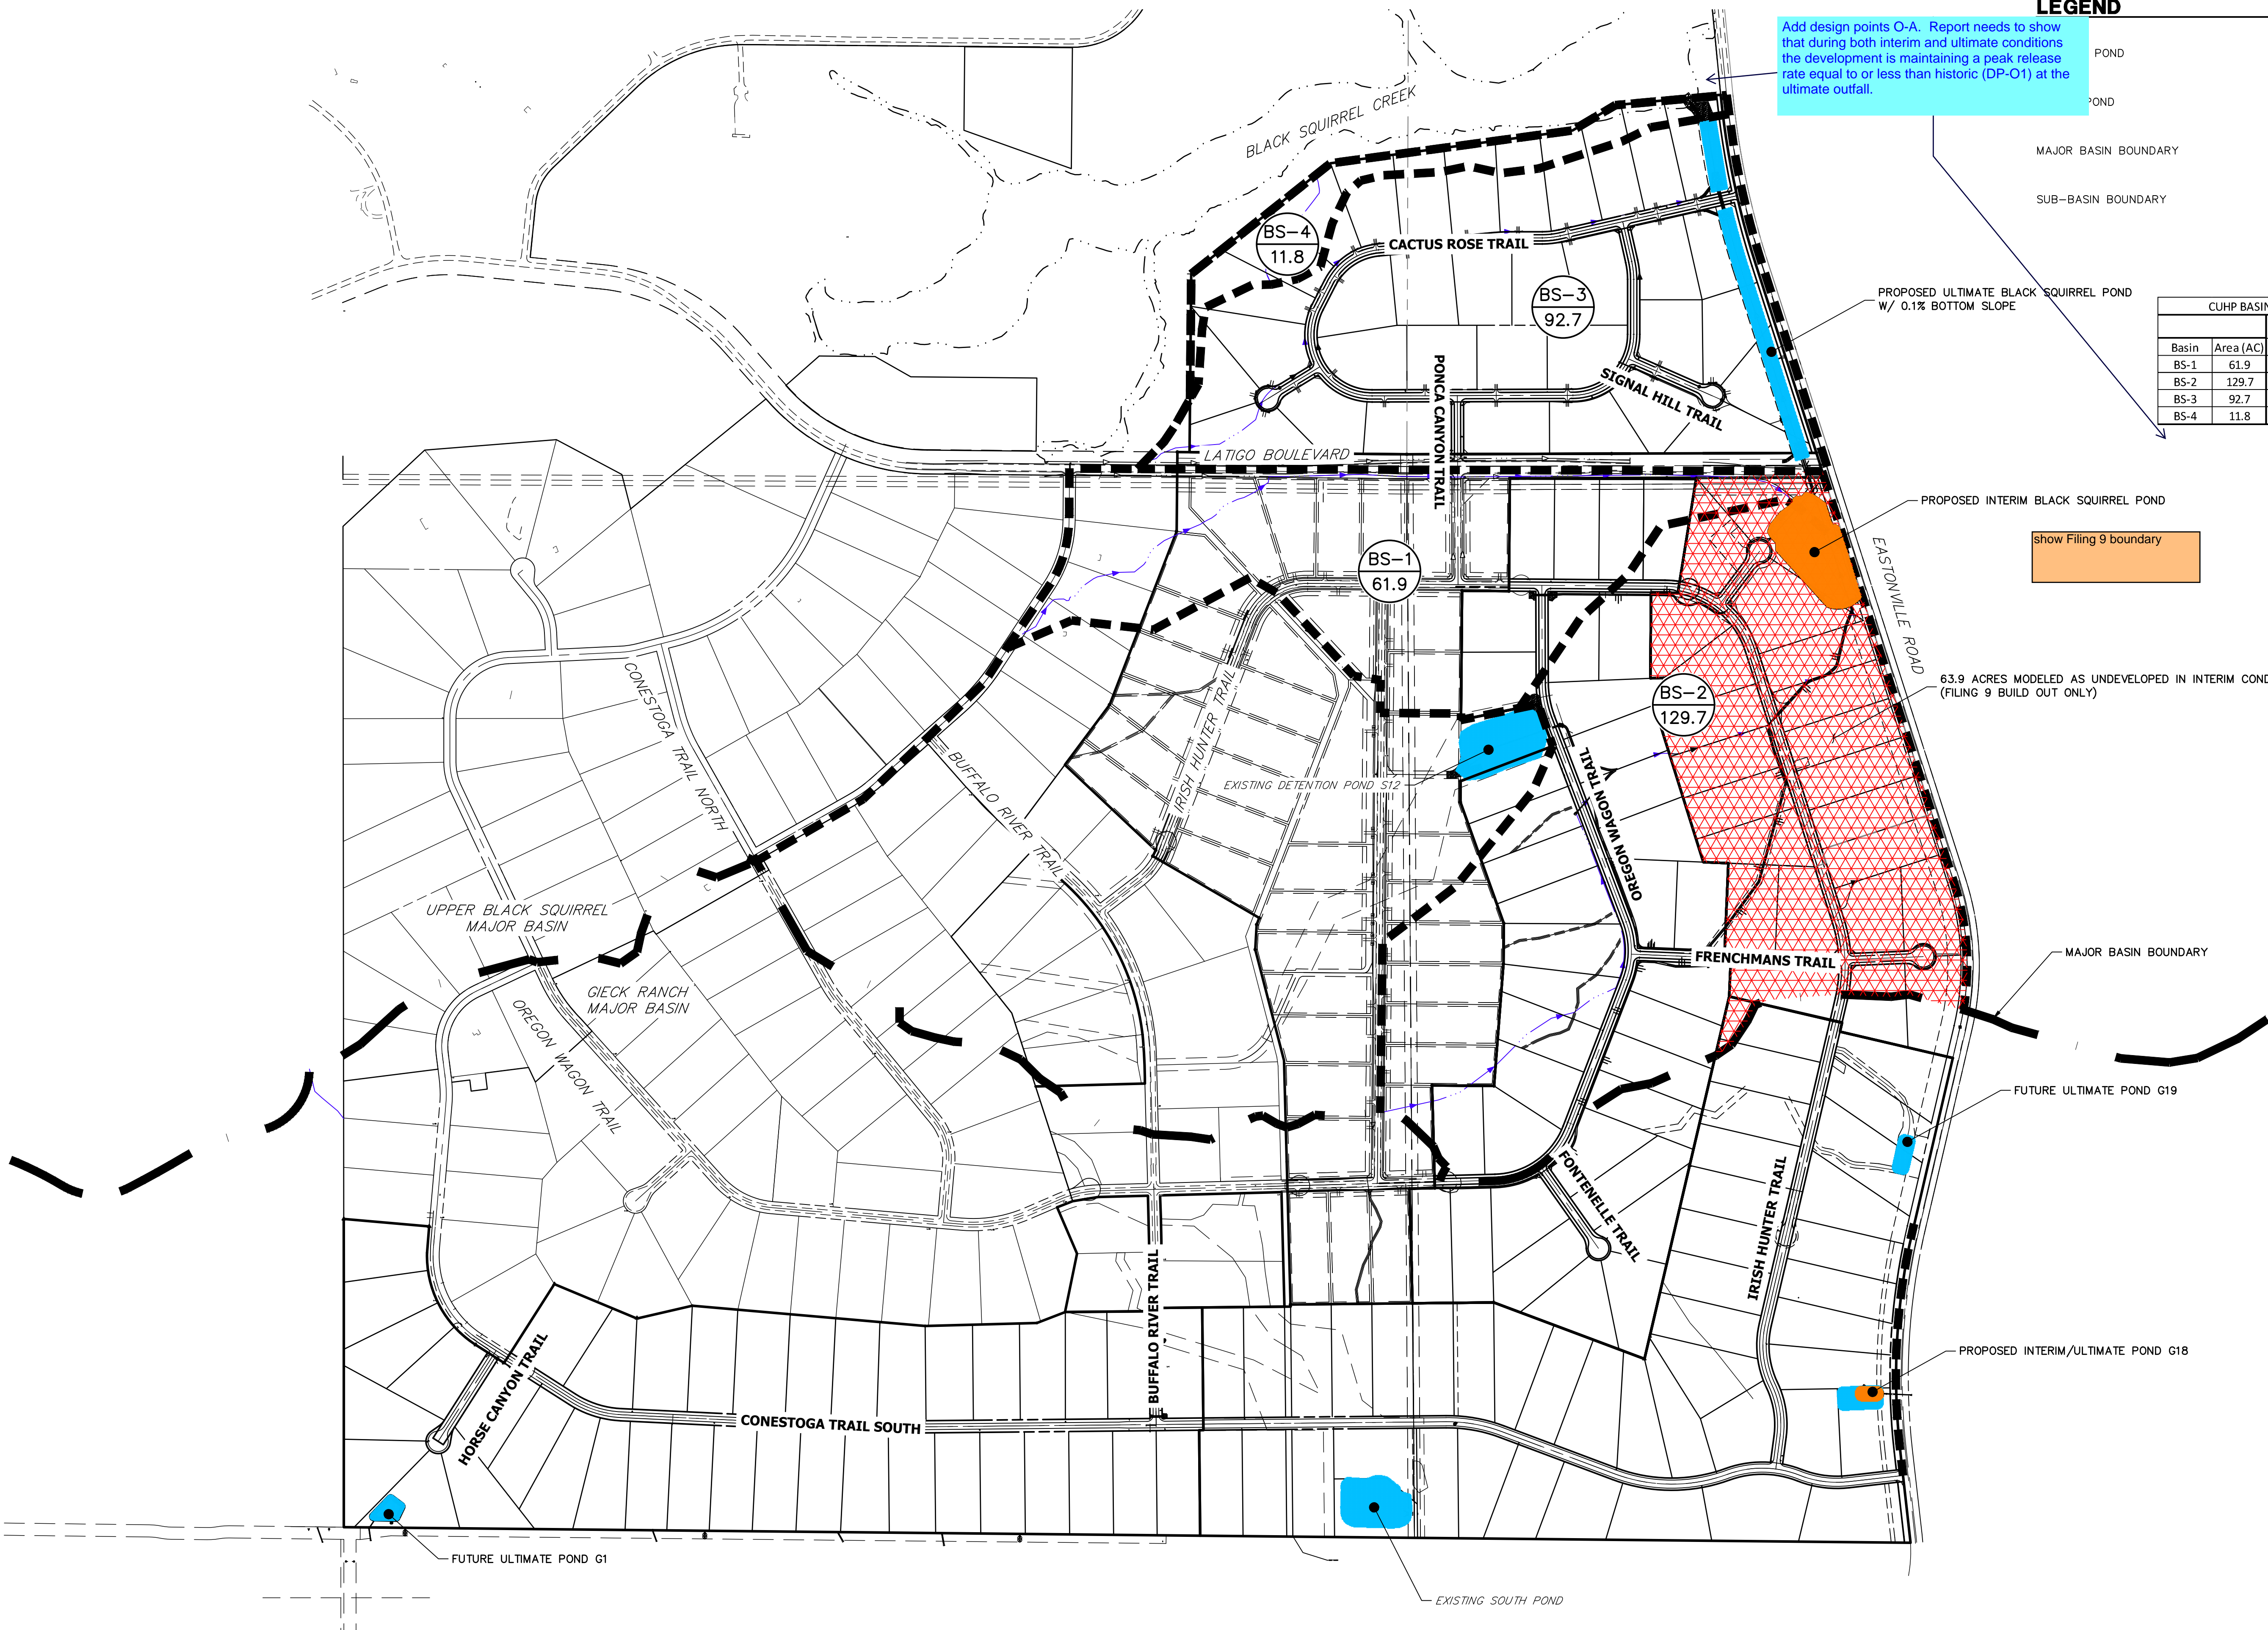 LEGEND
Add design points O-A.  Report needs to show
that during both interim and ultimate conditions
the development is maintaining a peak release
rate equal to or less than historic (DP-O1) at the
ultimate outfall.
POND
POND
MAJOR BASIN BOUNDARY
SUB-BASIN BOUNDARY
BLACK SQUIRREL CREEK
BS-4
11.8
CACTUS ROSE TRAIL
BS-3
92.7
PROPOSED ULTIMATE BLACK SQUIRREL POND
W/ 0.1% BOTTOM SLOPE
CUHP BASIN
Basin Area (AC)
BS-1 61.9
BS-2 129.7
BS-3 92.7
BS-4 11.8
PONCA CANYON TRAIL
SIGNAL HILL TRAIL
LATIGO BOULEVARD
PROPOSED INTERIM BLACK SQUIRREL POND
show Filing 9 boundary
EASTONVILLE ROAD
BS-1
61.9
63.9 ACRES MODELED AS UNDEVELOPED IN INTERIM COND
(FILING 9 BUILD OUT ONLY)
BS-2
129.7
CONESTOGA TRAIL NORTH
IRISH HUNTER TRAIL
BUFFALO RIVER TRAIL
EXISTING DETENTION POND S12
OREGON WAGON TRAIL
UPPER BLACK SQUIRREL
MAJOR BASIN
FRENCHMANS TRAIL
MAJOR BASIN BOUNDARY
GIECK RANCH
MAJOR BASIN
OREGON WAGON TRAIL
FUTURE ULTIMATE POND G19
FONTENELLE TRAIL
IRISH HUNTER TRAIL
BUFFALO RIVER TRAIL
PROPOSED INTERIM/ULTIMATE POND G18
HORSE CANYON TRAIL
CONESTOGA TRAIL SOUTH
FUTURE ULTIMATE POND G1
EXISTING SOUTH POND